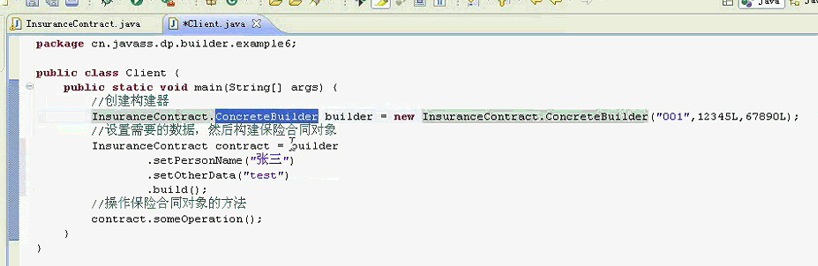 Java
Ja
InsuranceContract.java
*Client.java
package cn.javass.dp.builder.example6;
public class Client {
public static void main(String[] args) {
//创建构建器
InsuranceContract.ConcreteBuilder builder = new InsuranceContract.ConcreteBuilder("001",12345L,67890L);
//设置需要的数据，然后构建保险合同对象
InsuranceContract contract = builder
.setPersonName("张三")
.setOtherData("test")
.build();
//操作保险合同对象的方法
contract.someOperation();
}
}